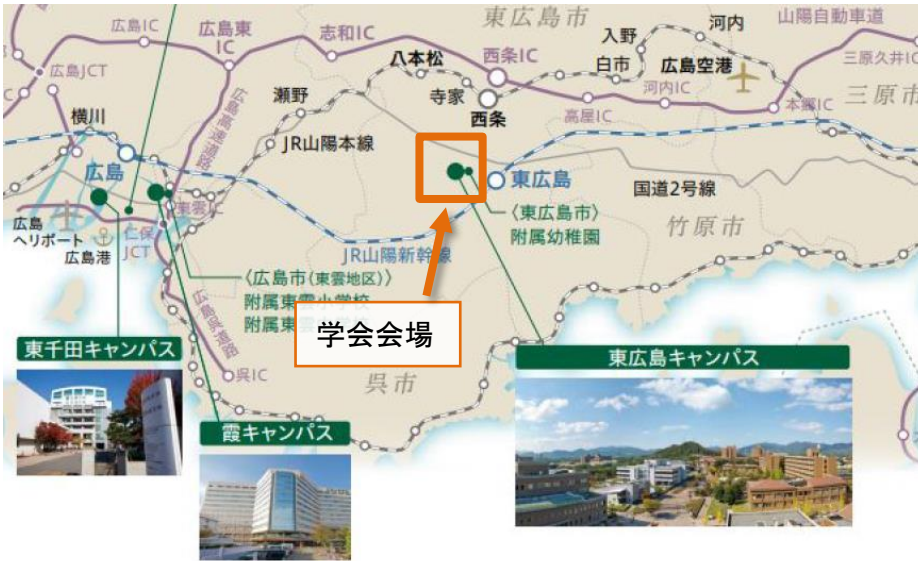 東広島市
河内
山陽自動車道
広島IC
広島東
IC
志和IC
入野
八本松
西条IC
白市
広島空港
三原久井IC
広島JCT
河内IC
瀬野
寺家
本郷IC
三原市
横川
広島高速道路
西条
高屋IC
JR山陽本線
広島
東広島
国道2号線
〈東広島市〉
附属幼稚園
竹原市
広島
ヘリポート
広島港
仁保
JCT
JR山陽新幹線
〈広島市(東雲地区)〉
附属東雲小学校
附属東雲
広島呉道路
学会会場
呉IC
呉市
東千田キャンパス
東広島キャンパス
霞キャンパス